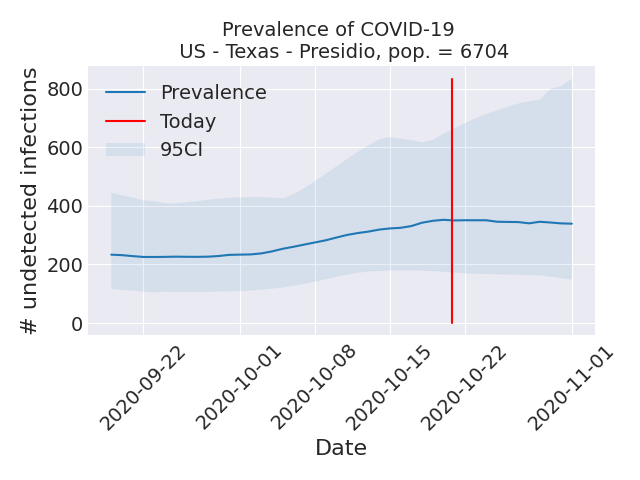 Prevalence of COVID-19
US - Texas - Presidio, pop. = 6704
# undetected infections
800
600
400
200
0
Prevalence
Today
95CI
2020-09-22
2020-10-01
2020-10-08
2020-10-15
2020-10-22
2020-11-01
Date